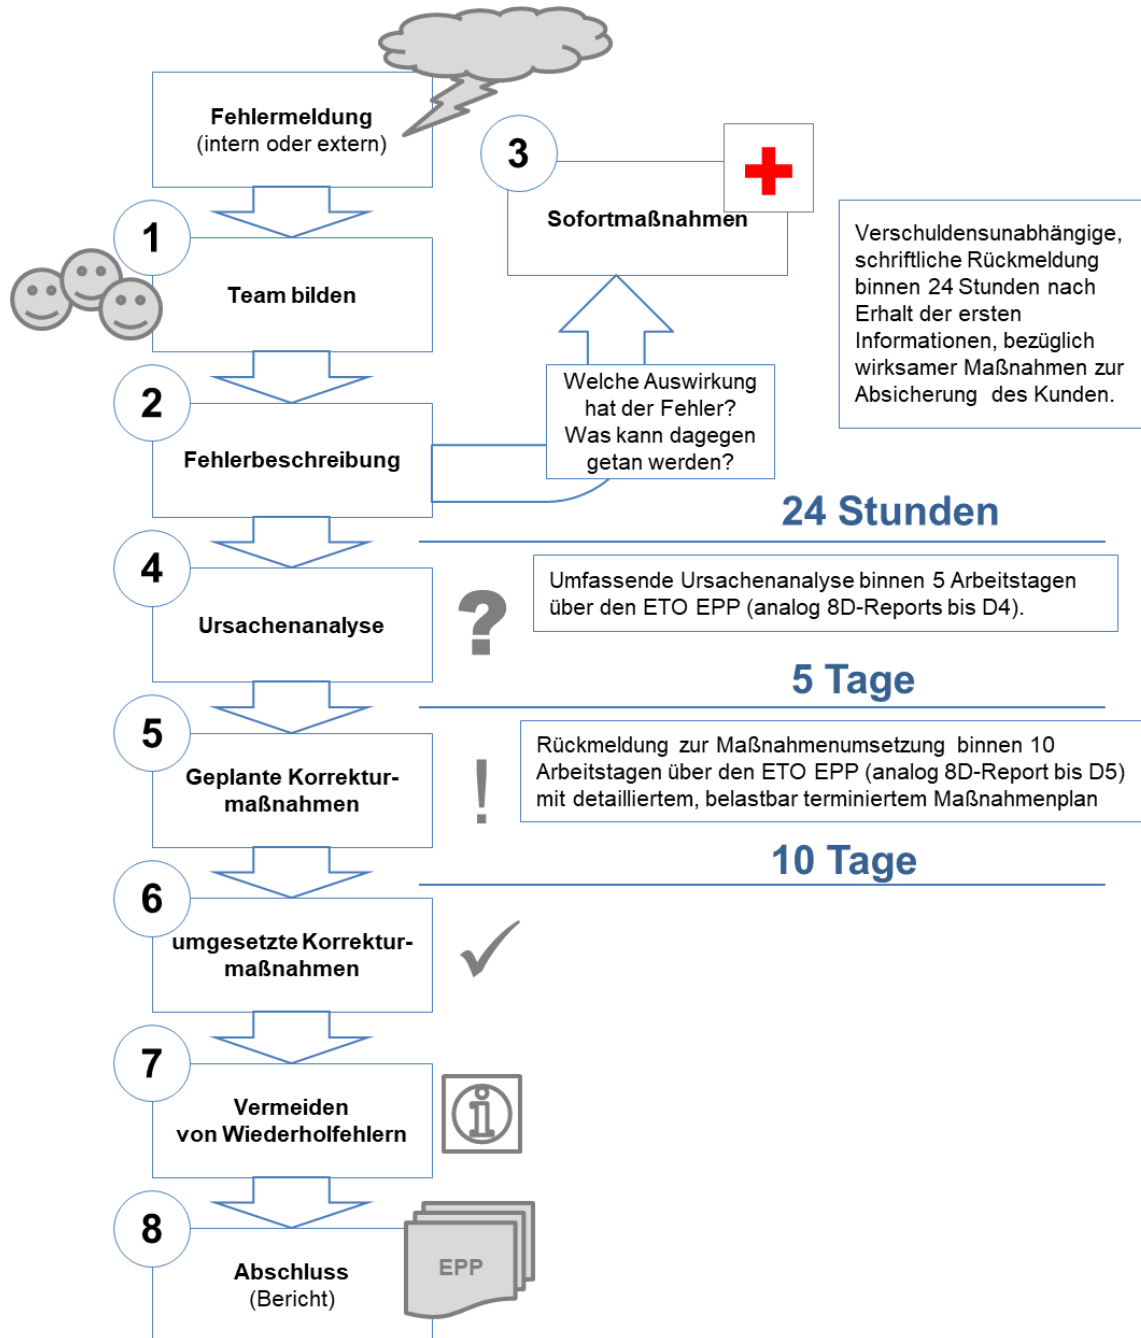 Fehlermeldung
(intern oder extern)
3
Sofortmaßnahmen
Verschuldensunabhängige,
schriftliche Rückmeldung
binnen 24 Stunden nach
Erhalt der ersten
Informationen, bezüglich
wirksamer Maßnahmen zur
Absicherung des Kunden.
1
Team bilden
2
Fehlerbeschreibung
Welche Auswirkung
hat der Fehler?
Was kann dagegen
getan werden?
24 Stunden
4
Ursachenanalyse
?
Umfassende Ursachenanalyse binnen 5 Arbeitstagen
über den ETO EPP (analog 8D-Reports bis D4).
5 Tage
5
Geplante Korrektur-
maßnahmen
!
Rückmeldung zur Maßnahmenumsetzung binnen 10
Arbeitstagen über den ETO EPP (analog 8D-Report bis D5)
mit detailliertem, belastbar terminiertem Maßnahmenplan
10 Tage
6
umgesetzte Korrektur-
maßnahmen
7
Vermeiden
von Wiederholfehlern
i
8
Abschluss
(Bericht)
EPP